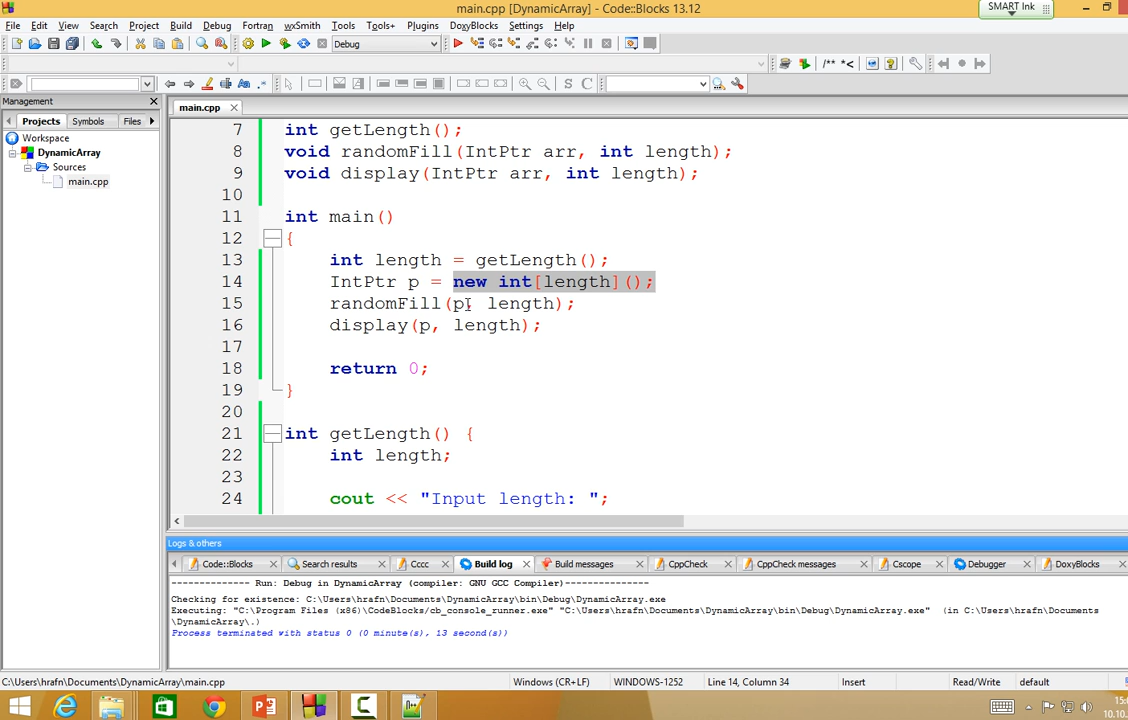 main.cpp [DynamicArray] - Code::Blocks 13.12
SMART Ink
File Edit View Search Project Build Debug Fortran wxSmith Tools Tools+ Plugins DoxyBlocks Settings Help
Debug
/** *<
S C
Management
main.cpp
Projects Symbols Files
Workspace
DynamicArray
Sources
main.cpp
7 int getLength();
8 void randomFill(IntPtr arr, int length);
9 void display(IntPtr arr, int length);
10
11 int main()
12 {
13 int length = getLength();
14 IntPtr p = new int[length]();
15 randomFill(p, length);
16 display(p, length);
17
18 return 0;
19 }
20
21 int getLength() {
22 int length;
23
24 cout << "Input length: ";
Logs & others
Code::Blocks Search results Cccc Build log Build messages CppCheck CppCheck messages Cscope Debugger DoxyBlocks
-------------- Run: Debug in DynamicArray (compiler: GNU GCC Compiler)---------------
Checking for existence: C:\Users\hrafn\Documents\DynamicArray\bin\Debug\DynamicArray.exe
Executing: "C:\Program Files (x86)\CodeBlocks/cb_console_runner.exe" "C:\Users\hrafn\Documents\DynamicArray\bin\Debug\DynamicArray.exe"  (in C:\Users\hrafn\Documents
\DynamicArray\.)
Process terminated with status 0 (0 minute(s), 13 second(s))
C:\Users\hrafn\Documents\DynamicArray\main.cpp Windows (CR+LF) WINDOWS-1252 Line 14, Column 34 Insert Read/Write default